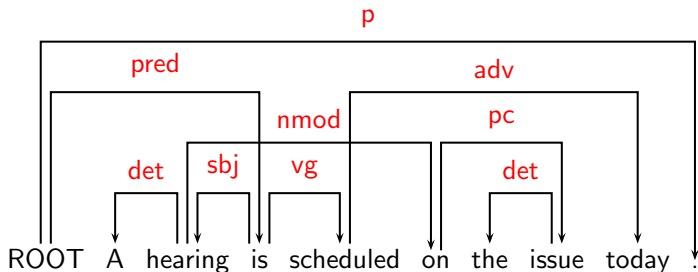 p
pred adv
nmod pc
det sbj vg det
ROOT A hearing is scheduled on the issue today .